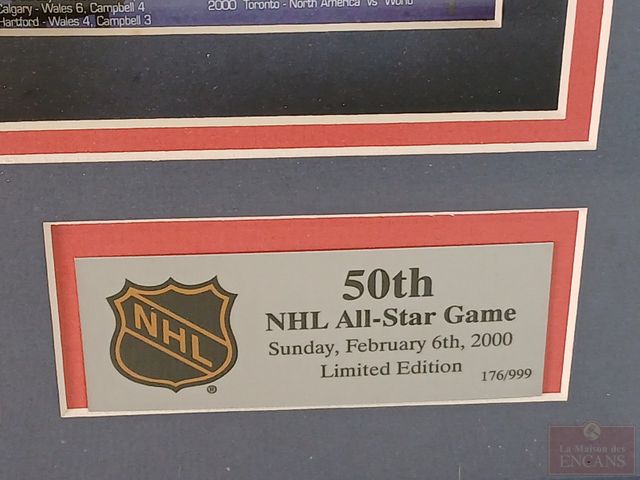 Calgary - Wales 6, Campbell 4
Hartford - Wales 4, Campbell 3
2000 Toronto - North America vs World
NHL
®
50th
NHL All-Star Game
Sunday, February 6th, 2000
Limited Edition
176/999
La Maison des
ENCANS